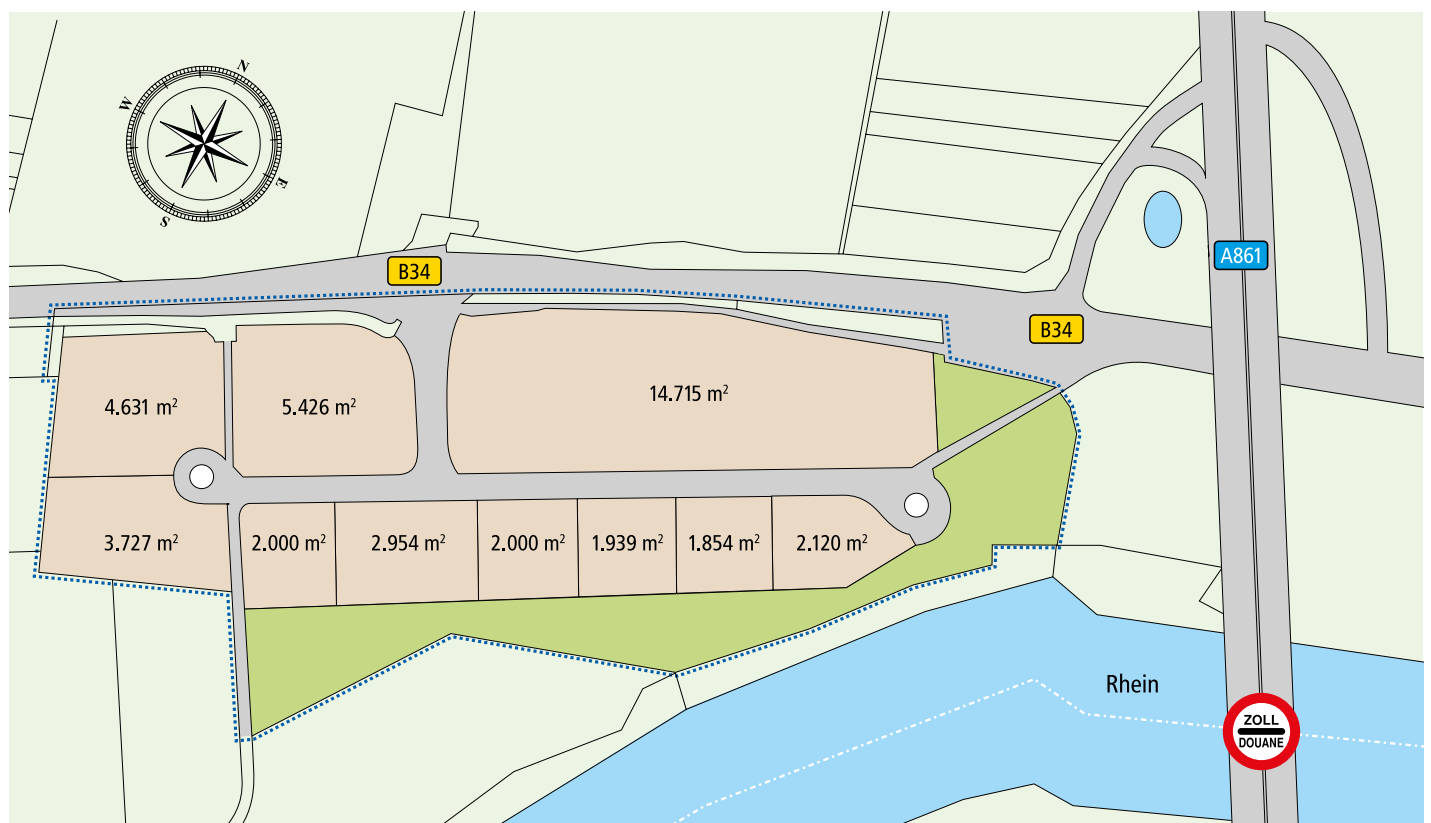 N
W
E
S
A861
B34
B34
4.631 m²
5.426 m²
14.715 m²
3.727 m²
2.000 m²
2.954 m²
2.000 m²
1.939 m²
1.854 m²
2.120 m²
Rhein
ZOLL
DOUANE